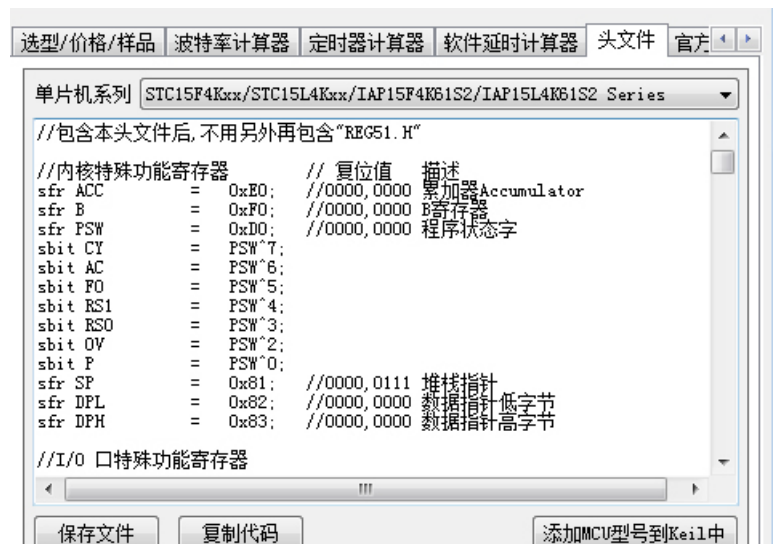 选型/价格/样品 波特率计算器 定时器计算器 软件延时计算器 头文件 官方
单片机系列 STC15F4Kxx/STC15L4Kxx/IAP15F4K61S2/IAP15L4K61S2 Series
//包含本头文件后,不用另外再包含"REG51.H"
//内核特殊功能寄存器 // 复位值 描述
sfr ACC = 0xE0; //0000,0000 累加器Accumulator
sfr B = 0xF0; //0000,0000 B寄存器
sfr PSW = 0xD0; //0000,0000 程序状态字
sbit CY = PSW^7;
sbit AC = PSW^6;
sbit F0 = PSW^5;
sbit RS1 = PSW^4;
sbit RS0 = PSW^3;
sbit OV = PSW^2;
sbit P = PSW^0;
sfr SP = 0x81; //0000,0111 堆栈指针
sfr DPL = 0x82; //0000,0000 数据指针低字节
sfr DPH = 0x83; //0000,0000 数据指针高字节
//I/O 口特殊功能寄存器
保存文件 复制代码 添加MCU型号到Keil中